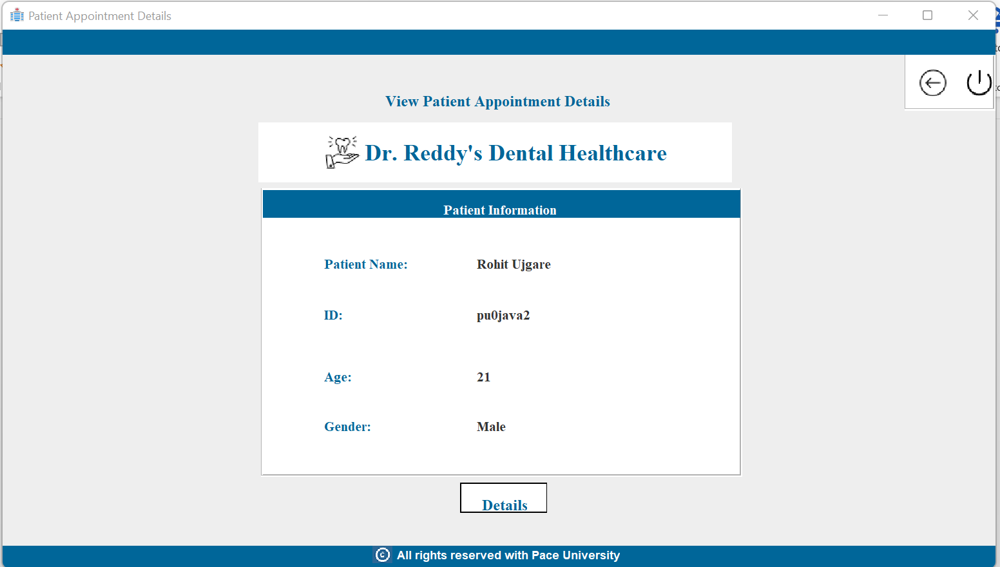 Patient Appointment Details
View Patient Appointment Details
Dr. Reddy's Dental Healthcare
Patient Information
Patient Name: Rohit Ujgare
ID: pu0java2
Age: 21
Gender: Male
Details
© All rights reserved with Pace University